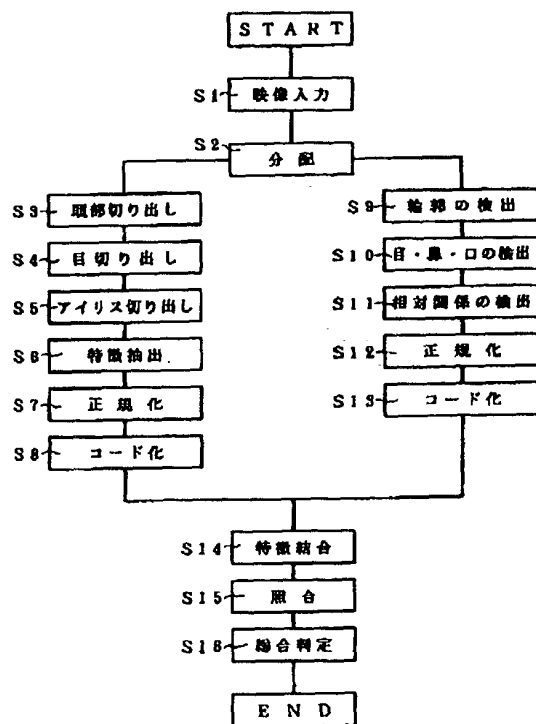 START
S1 映像入力
S2 分配
S3 頭部切り出し
S4 目切り出し
S5 アイリス切り出し
S6 特徴抽出
S7 正規化
S8 コード化
S9 輪郭の検出
S10 目・鼻・口の検出
S11 相対関係の検出
S12 正規化
S13 コード化
S14 特徴結合
S15 照合
S16 総合判定
END